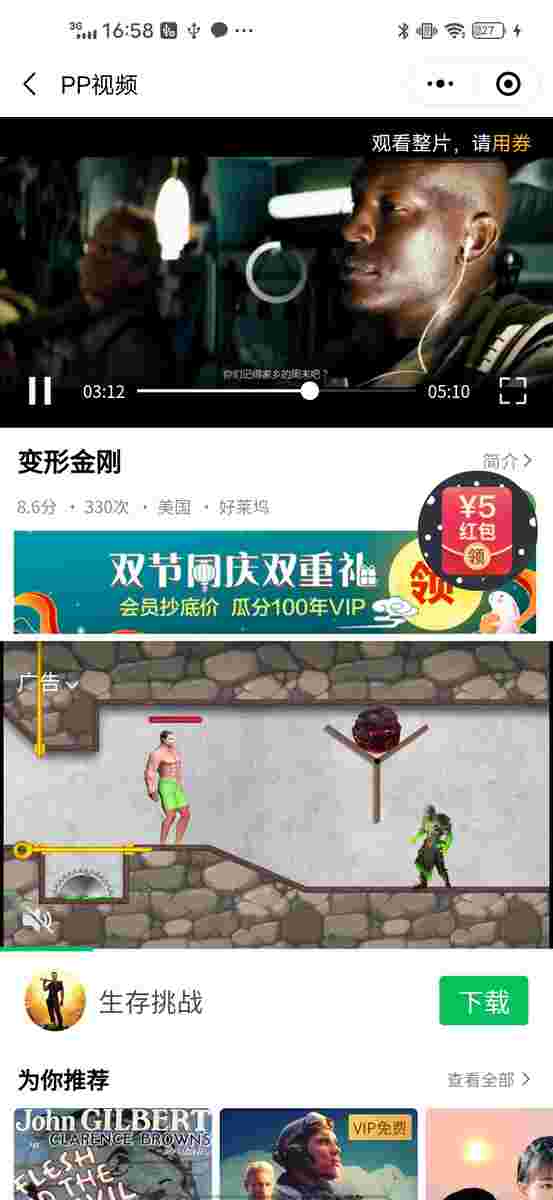 3G 16:58 27
PP视频
观看整片，请用券
你们记得家乡的周末吧？
03:12 05:10
变形金刚
简介
8.6分 · 330次 · 美国 · 好莱坞
¥5
红包
领
双节同庆双重礼
会员抄底价 瓜分100年VIP
领
广告
生存挑战
下载
为你推荐
查看全部
John GILBERT
CLARENCE BROWN'S
FLESH
THE
VIP免费